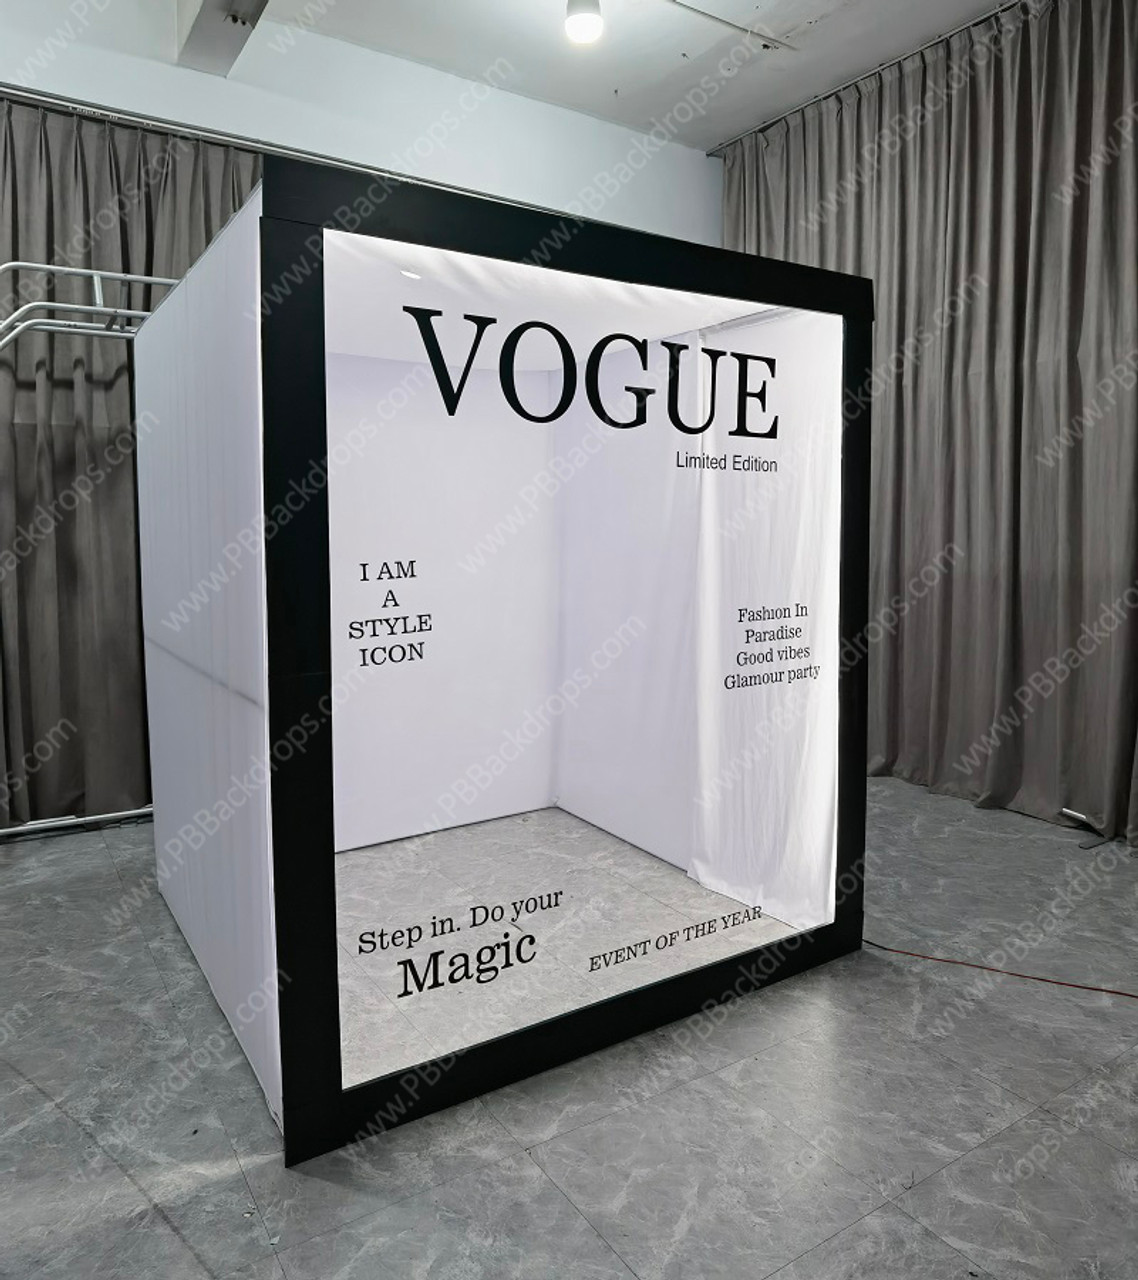 VOGUE
Limited Edition
I AM
A
STYLE
ICON
Fashion In
Paradise
Good vibes
Glamour party
Step in. Do your
Magic
EVENT OF THE YEAR
www.PBBackdrops.com